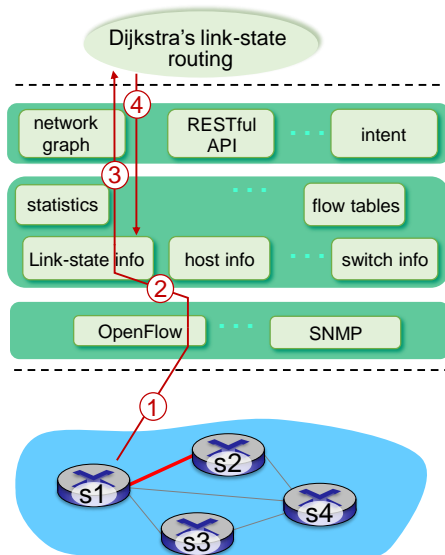 Dijkstra's link-state
routing
4
network
graph
RESTful
API
intent
3
statistics
flow tables
Link-state info
host info
switch info
2
OpenFlow
SNMP
1
s2
s1
s4
s3